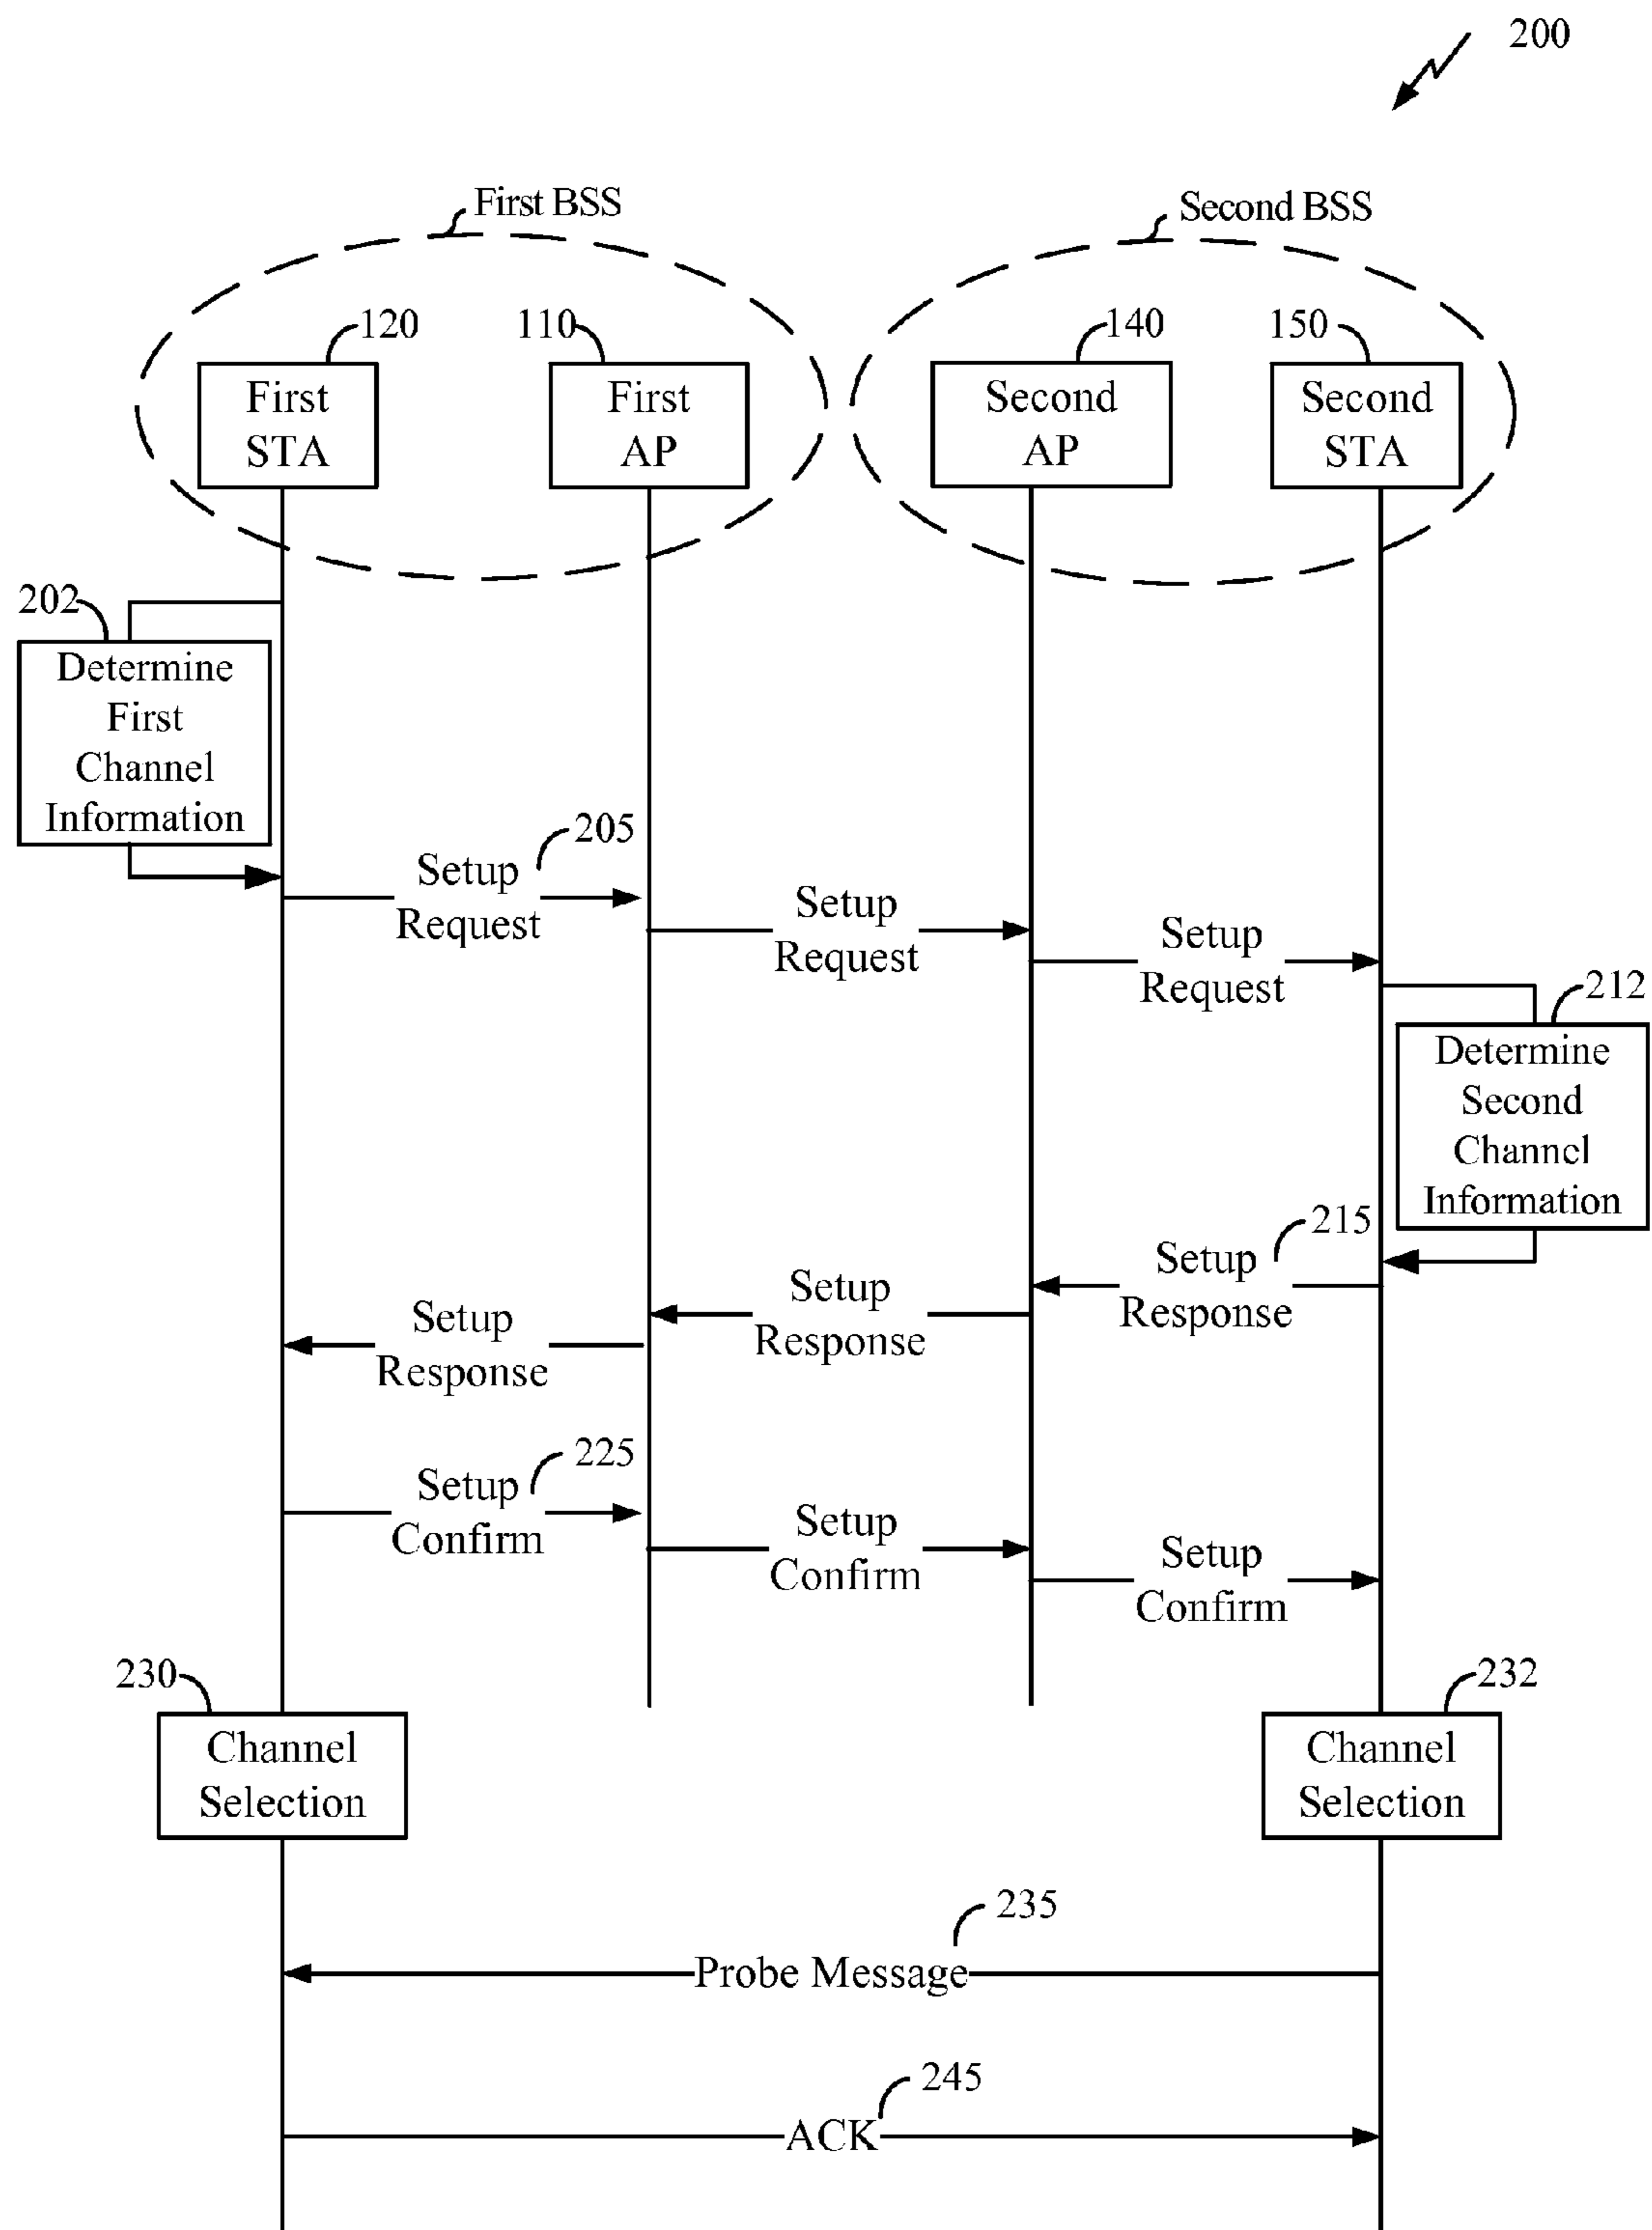 200
First BSS
Second BSS
120
110
140
150
First
STA
First
AP
Second
AP
Second
STA
202
Determine
First
Channel
Information
205
Setup
Request
Setup
Request
Setup
Request
212
Determine
Second
Channel
Information
215
Setup
Response
Setup
Response
Setup
Response
225
Setup
Confirm
Setup
Confirm
Setup
Confirm
230
Channel
Selection
232
Channel
Selection
235
Probe Message
245
ACK